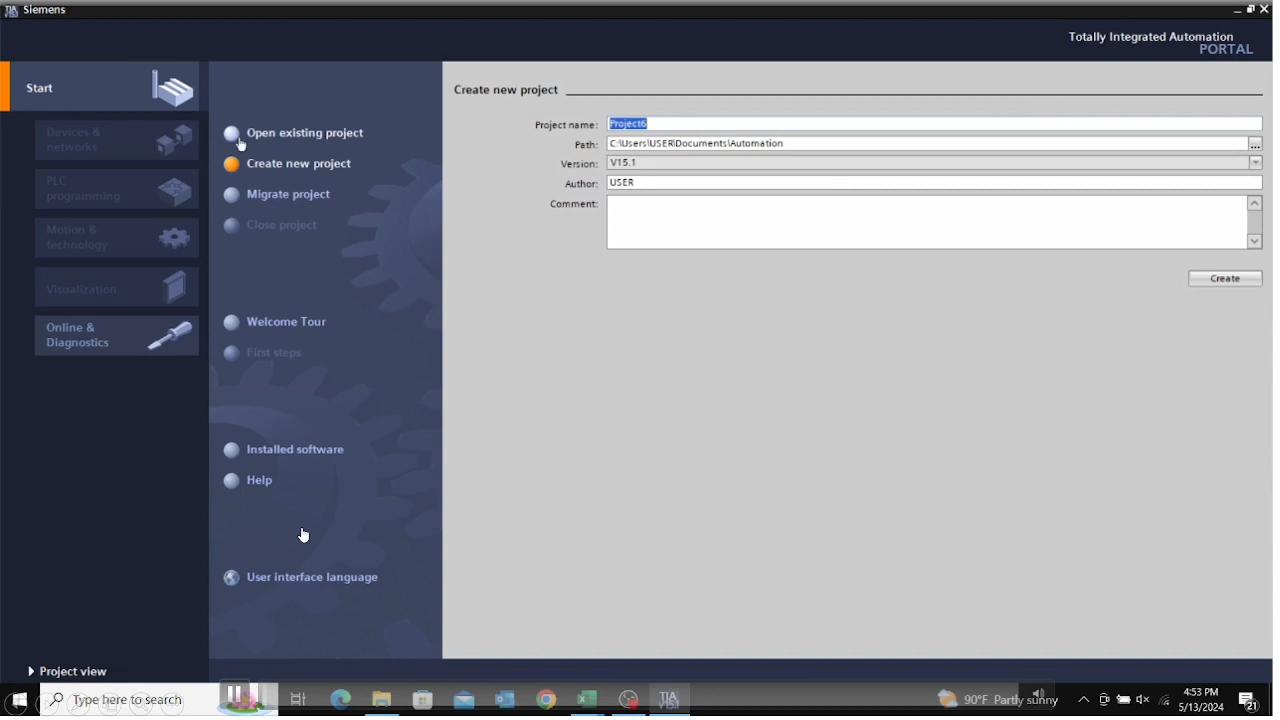 Siemens
Totally Integrated Automation
PORTAL
Start
Devices &
networks
PLC
programming
Motion &
technology
Visualization
Online &
Diagnostics
Open existing project
Create new project
Migrate project
Close project
Welcome Tour
First steps
Installed software
Help
User interface language
Create new project
Project name: Project6
Path: C:\Users\USER\Documents\Automation
...
Version: V15.1
Author: USER
Comment:
Create
Project view
Type here to search
TIA
V15.1
90°F Partly sunny
4:53 PM
5/13/2024
21